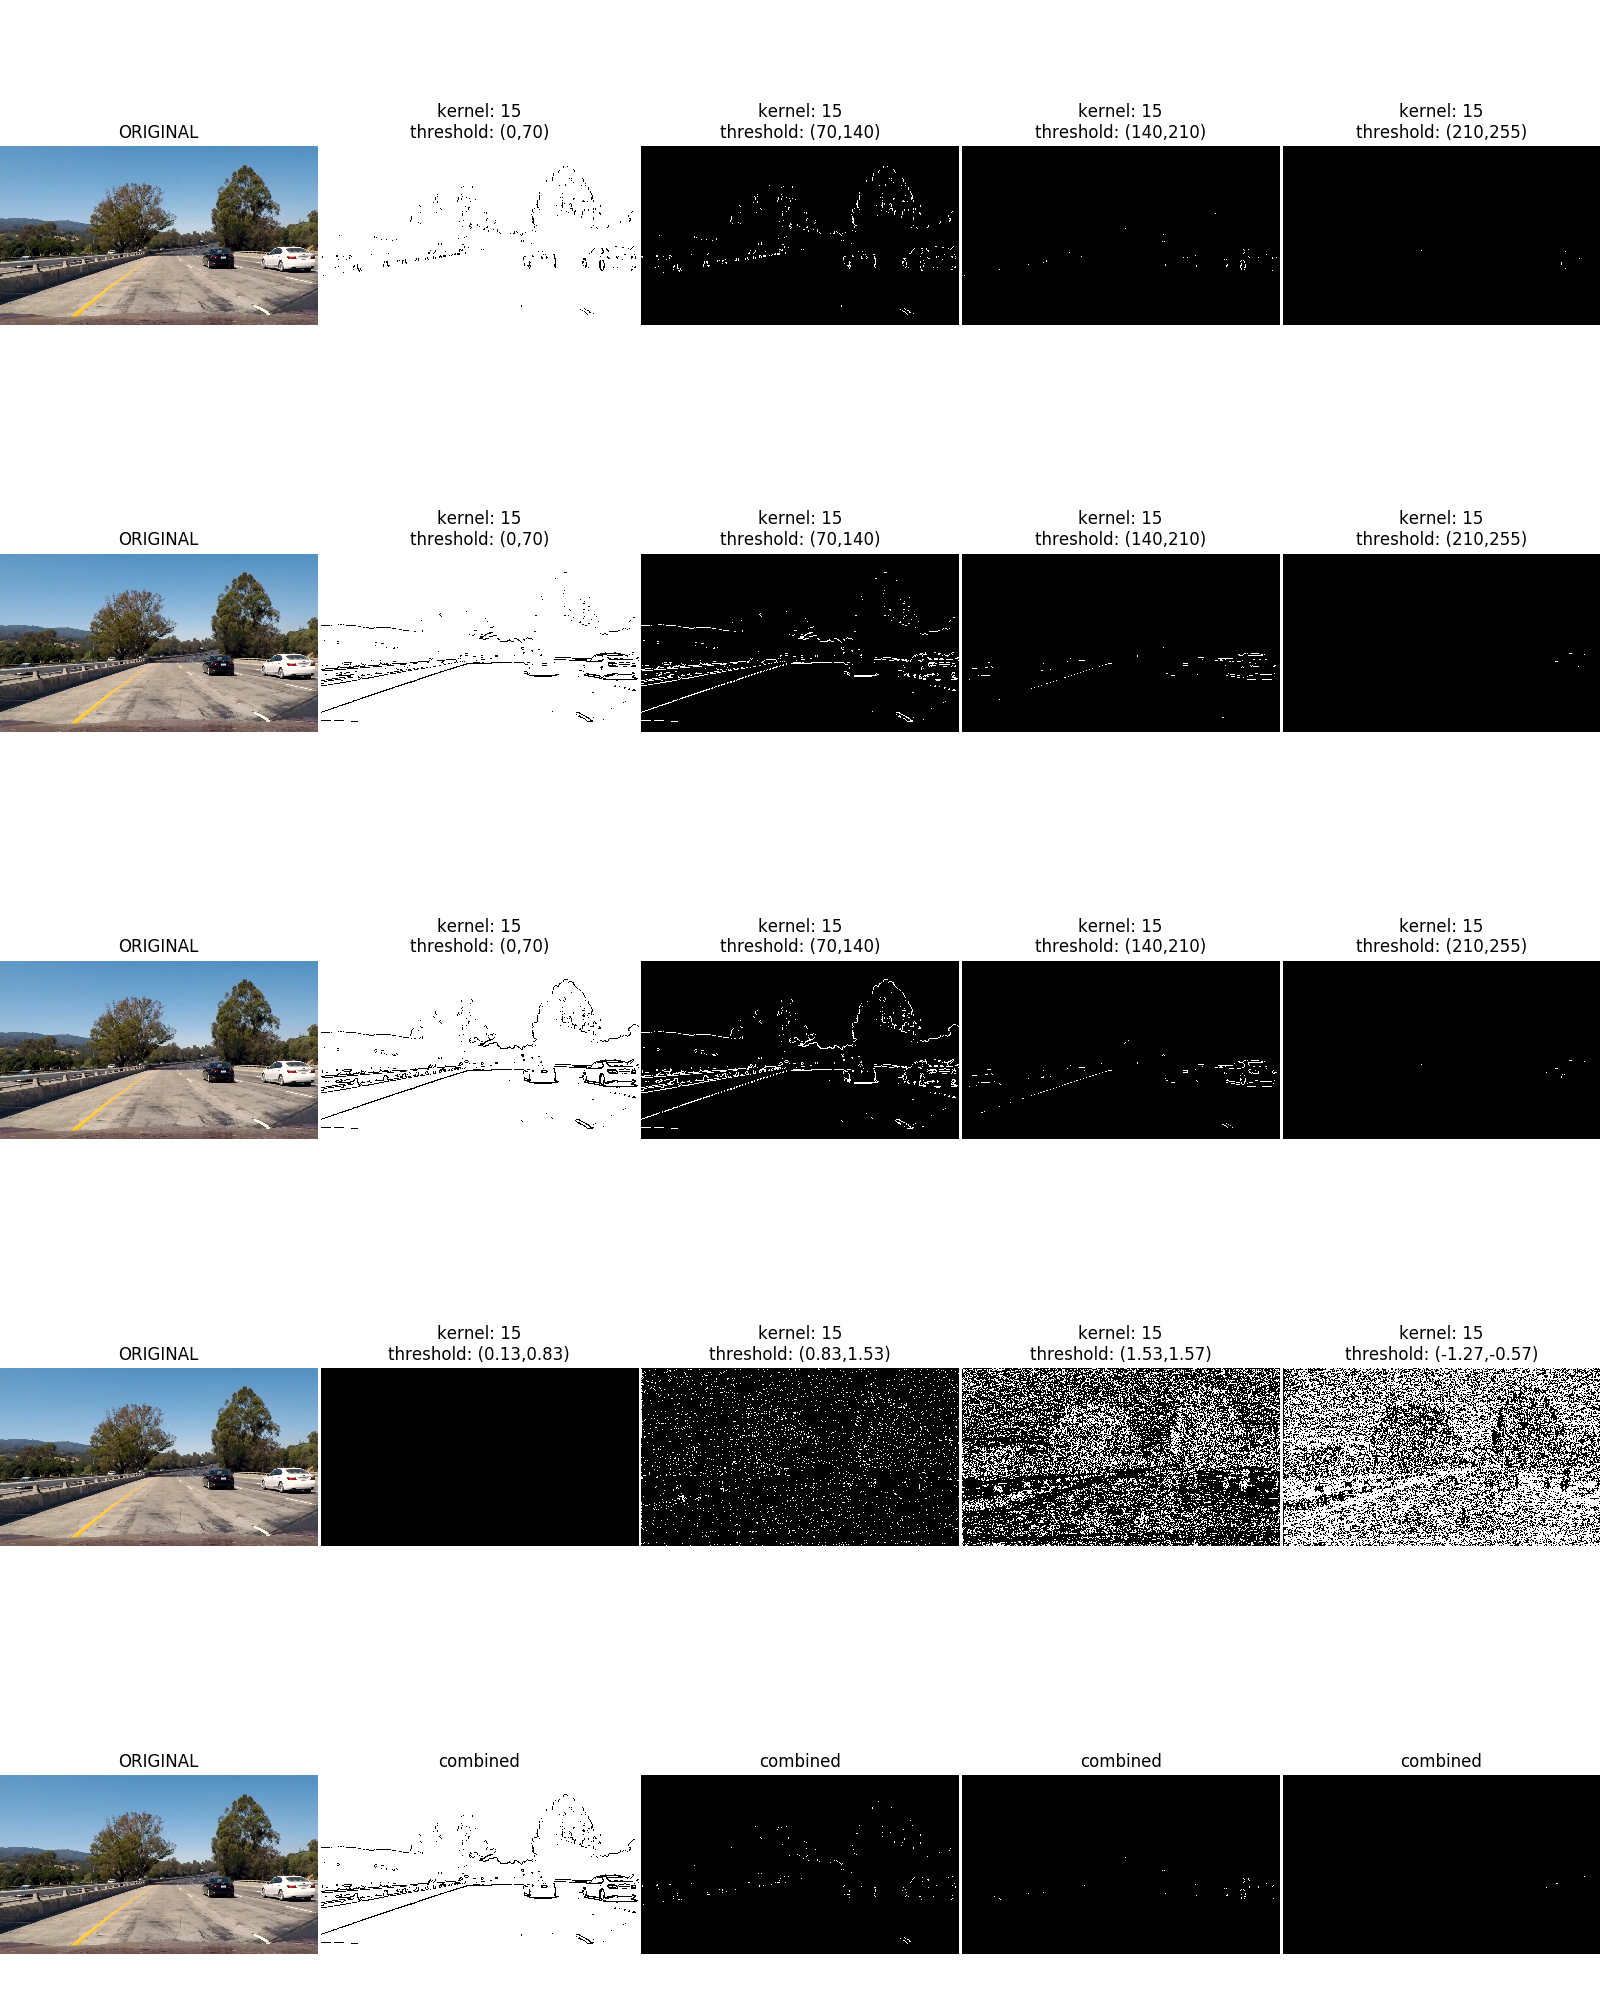 ORIGINAL
kernel: 15
threshold: (0,70)
kernel: 15
threshold: (70,140)
kernel: 15
threshold: (140,210)
kernel: 15
threshold: (210,255)
ORIGINAL
kernel: 15
threshold: (0,70)
kernel: 15
threshold: (70,140)
kernel: 15
threshold: (140,210)
kernel: 15
threshold: (210,255)
ORIGINAL
kernel: 15
threshold: (0,70)
kernel: 15
threshold: (70,140)
kernel: 15
threshold: (140,210)
kernel: 15
threshold: (210,255)
ORIGINAL
kernel: 15
threshold: (0.13,0.83)
kernel: 15
threshold: (0.83,1.53)
kernel: 15
threshold: (1.53,1.57)
kernel: 15
threshold: (-1.27,-0.57)
ORIGINAL
combined
combined
combined
combined